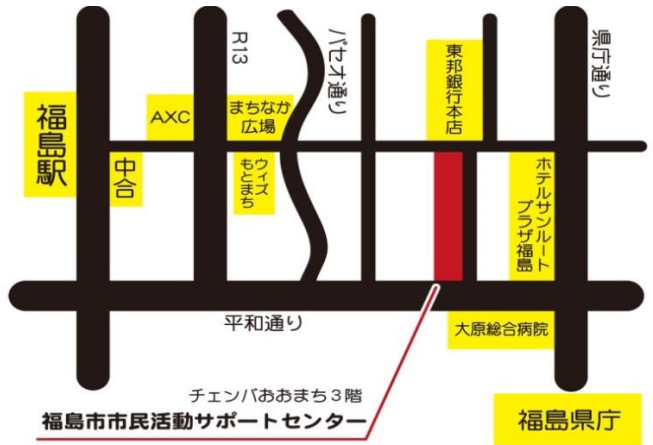 R13
パセオ通り
県庁通り
東邦銀行本店
AXC
まちなか
広場
福島駅
中合
ウィズ
もとまち
ホテルサンルート
プラザ福島
平和通り
大原総合病院
チェンバおおまち3階
福島市市民活動サポートセンター
福島県庁